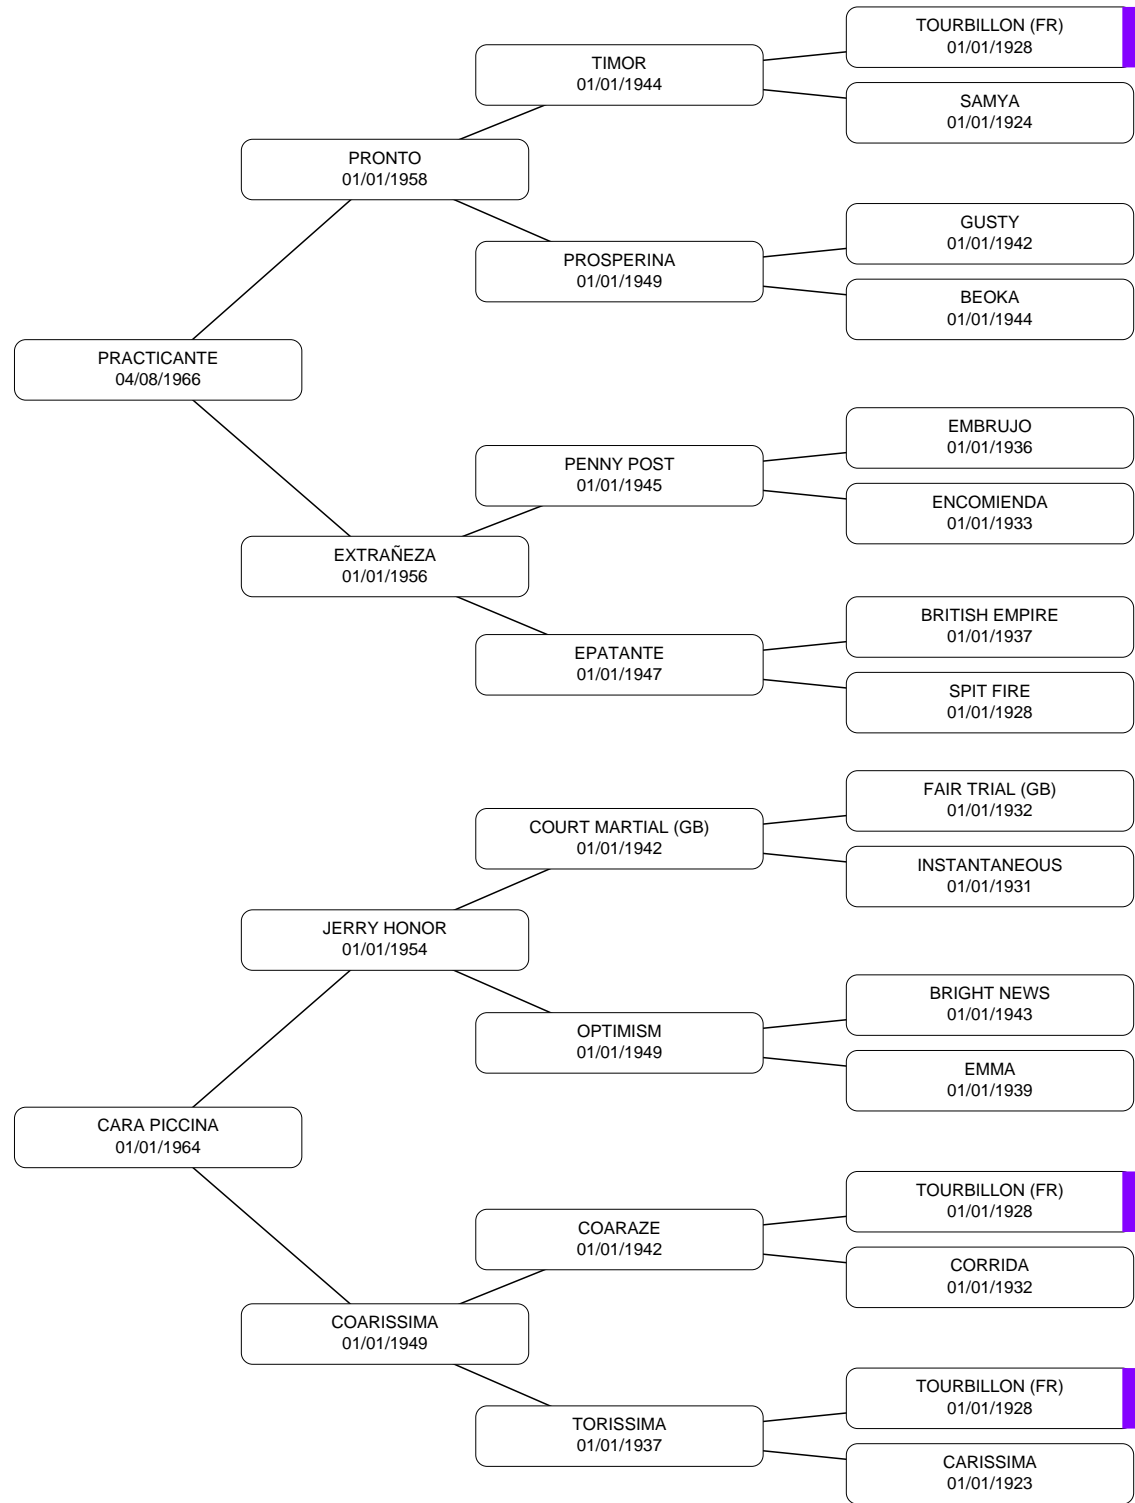 TOURBILLON (FR)
01/01/1928
TIMOR
01/01/1944
SAMYA
01/01/1924
PRONTO
01/01/1958
GUSTY
01/01/1942
PROSPERINA
01/01/1949
BEOKA
01/01/1944
PRACTICANTE
04/08/1966
EMBRUJO
01/01/1936
PENNY POST
01/01/1945
ENCOMIENDA
01/01/1933
EXTRAÑEZA
01/01/1956
BRITISH EMPIRE
01/01/1937
EPATANTE
01/01/1947
SPIT FIRE
01/01/1928
FAIR TRIAL (GB)
01/01/1932
COURT MARTIAL (GB)
01/01/1942
INSTANTANEOUS
01/01/1931
JERRY HONOR
01/01/1954
BRIGHT NEWS
01/01/1943
OPTIMISM
01/01/1949
EMMA
01/01/1939
CARA PICCINA
01/01/1964
TOURBILLON (FR)
01/01/1928
COARAZE
01/01/1942
CORRIDA
01/01/1932
COARISSIMA
01/01/1949
TOURBILLON (FR)
01/01/1928
TORISSIMA
01/01/1937
CARISSIMA
01/01/1923